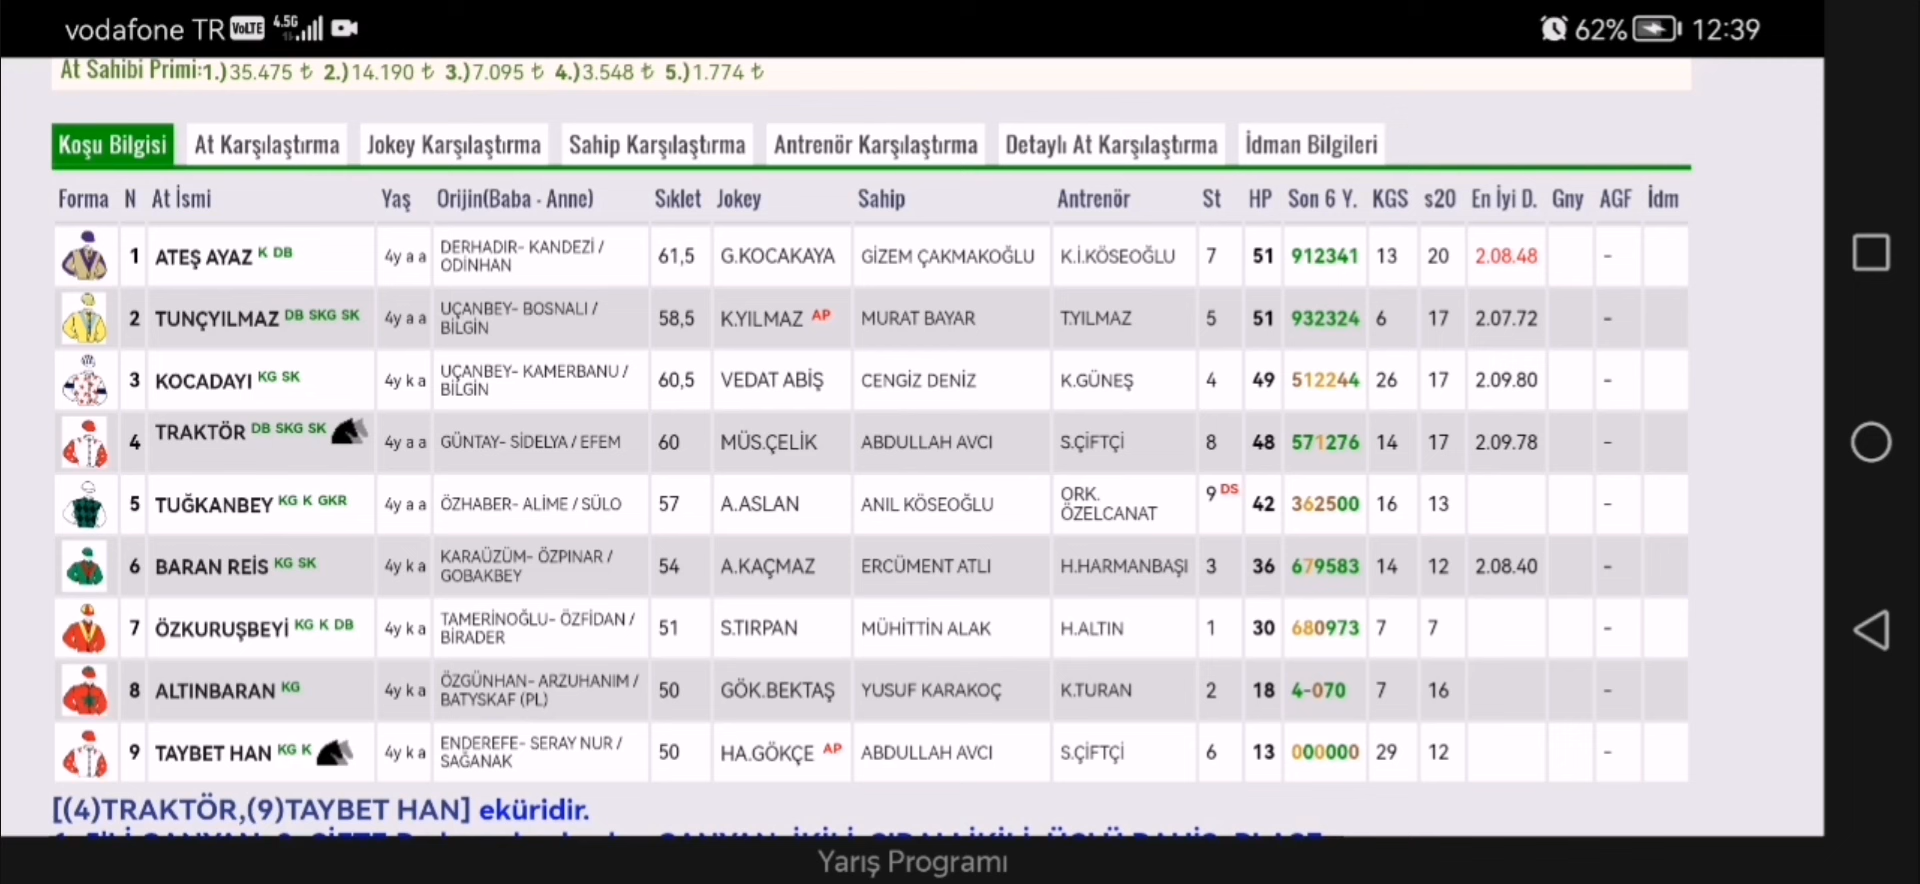 vodafone TR VoLTE 4.5G 62% 12:39
At Sahibi Primi:1.)35.475 ₺ 2.)14.190 ₺ 3.)7.095 ₺ 4.)3.548 ₺ 5.)1.774 ₺
Koşu Bilgisi At Karşılaştırma Jokey Karşılaştırma Sahip Karşılaştırma Antrenör Karşılaştırma Detaylı At Karşılaştırma İdman Bilgileri
Forma N At İsmi Yaş Orijin(Baba - Anne) Sıklet Jokey Sahip Antrenör St HP Son 6 Y. KGS s20 En İyi D. Gny AGF İdm
1 ATEŞ AYAZ K DB 4y a a DERHADIR- KANDEZİ / ODİNHAN 61,5 G.KOCAKAYA GİZEM ÇAKMAKOĞLU K.İ.KÖSEOĞLU 7 51 912341 13 20 2.08.48 -
2 TUNÇYILMAZ DB SKG SK 4y a a UÇANBEY- BOSNALI / BİLGİN 58,5 K.YILMAZ AP MURAT BAYAR T.YILMAZ 5 51 932324 6 17 2.07.72 -
3 KOCADAYI KG SK 4y k a UÇANBEY- KAMERBANU / BİLGİN 60,5 VEDAT ABİŞ CENGİZ DENİZ K.GÜNEŞ 4 49 512244 26 17 2.09.80 -
4 TRAKTÖR DB SKG SK 4y a a GÜNTAY- SİDELYA / EFEM 60 MÜS.ÇELİK ABDULLAH AVCI S.ÇİFTÇİ 8 48 571276 14 17 2.09.78 -
5 TUĞKANBEY KG K GKR 4y a a ÖZHABER- ALİME / SÜLO 57 A.ASLAN ANIL KÖSEOĞLU ORK. ÖZELCANAT 9 DS 42 362500 16 13 -
6 BARAN REİS KG SK 4y k a KARAÜZÜM- ÖZPINAR / GOBAKBEY 54 A.KAÇMAZ ERCÜMENT ATLI H.HARMANBAŞI 3 36 679583 14 12 2.08.40 -
7 ÖZKURUŞBEYİ KG K DB 4y k a TAMERİNOĞLU- ÖZFİDAN / BİRADER 51 S.TIRPAN MÜHİTTİN ALAK H.ALTIN 1 30 680973 7 7 -
8 ALTINBARAN KG 4y k a ÖZGÜNHAN- ARZUHANIM / BATYSKAF (PL) 50 GÖK.BEKTAŞ YUSUF KARAKOÇ K.TURAN 2 18 4-070 7 16 -
9 TAYBET HAN KG K 4y k a ENDEREFE- SERAY NUR / SAĞANAK 50 HA.GÖKÇE AP ABDULLAH AVCI S.ÇİFTÇİ 6 13 000000 29 12 -
[(4)TRAKTÖR,(9)TAYBET HAN] eküridir.
Yarış Programı